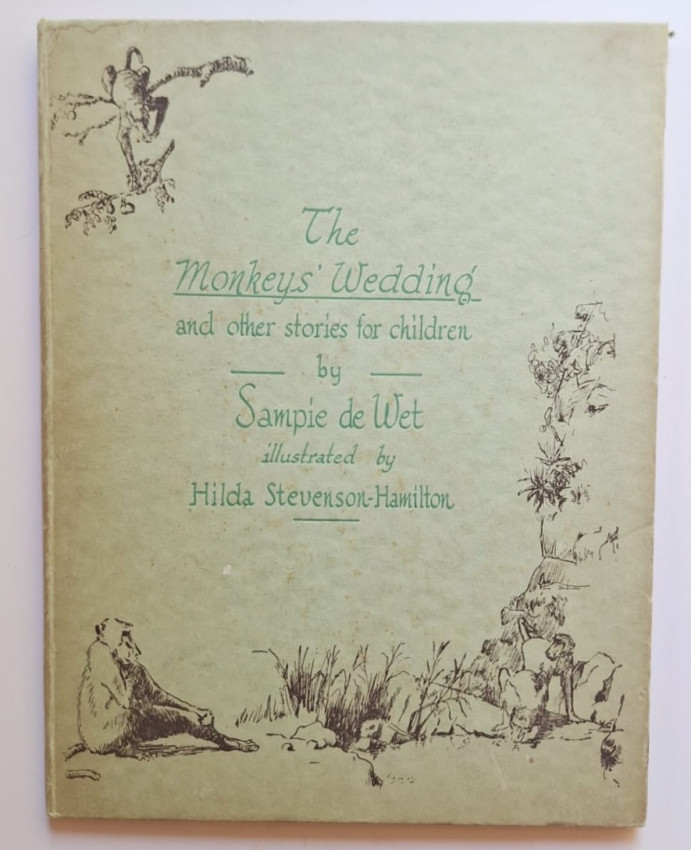 The
Monkeys' Wedding
and other stories for children
by
Sampie de Wet
illustrated by
Hilda Stevenson-Hamilton